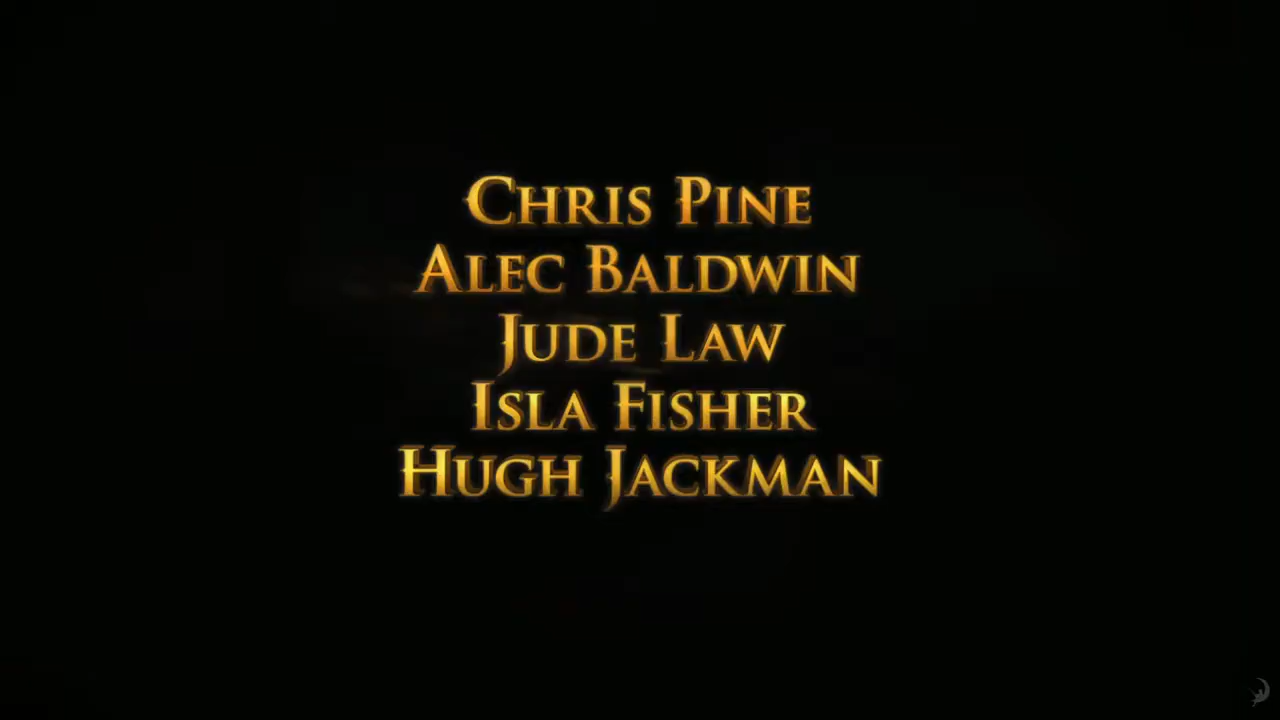 Chris Pine
Alec Baldwin
Jude Law
Isla Fisher
Hugh Jackman